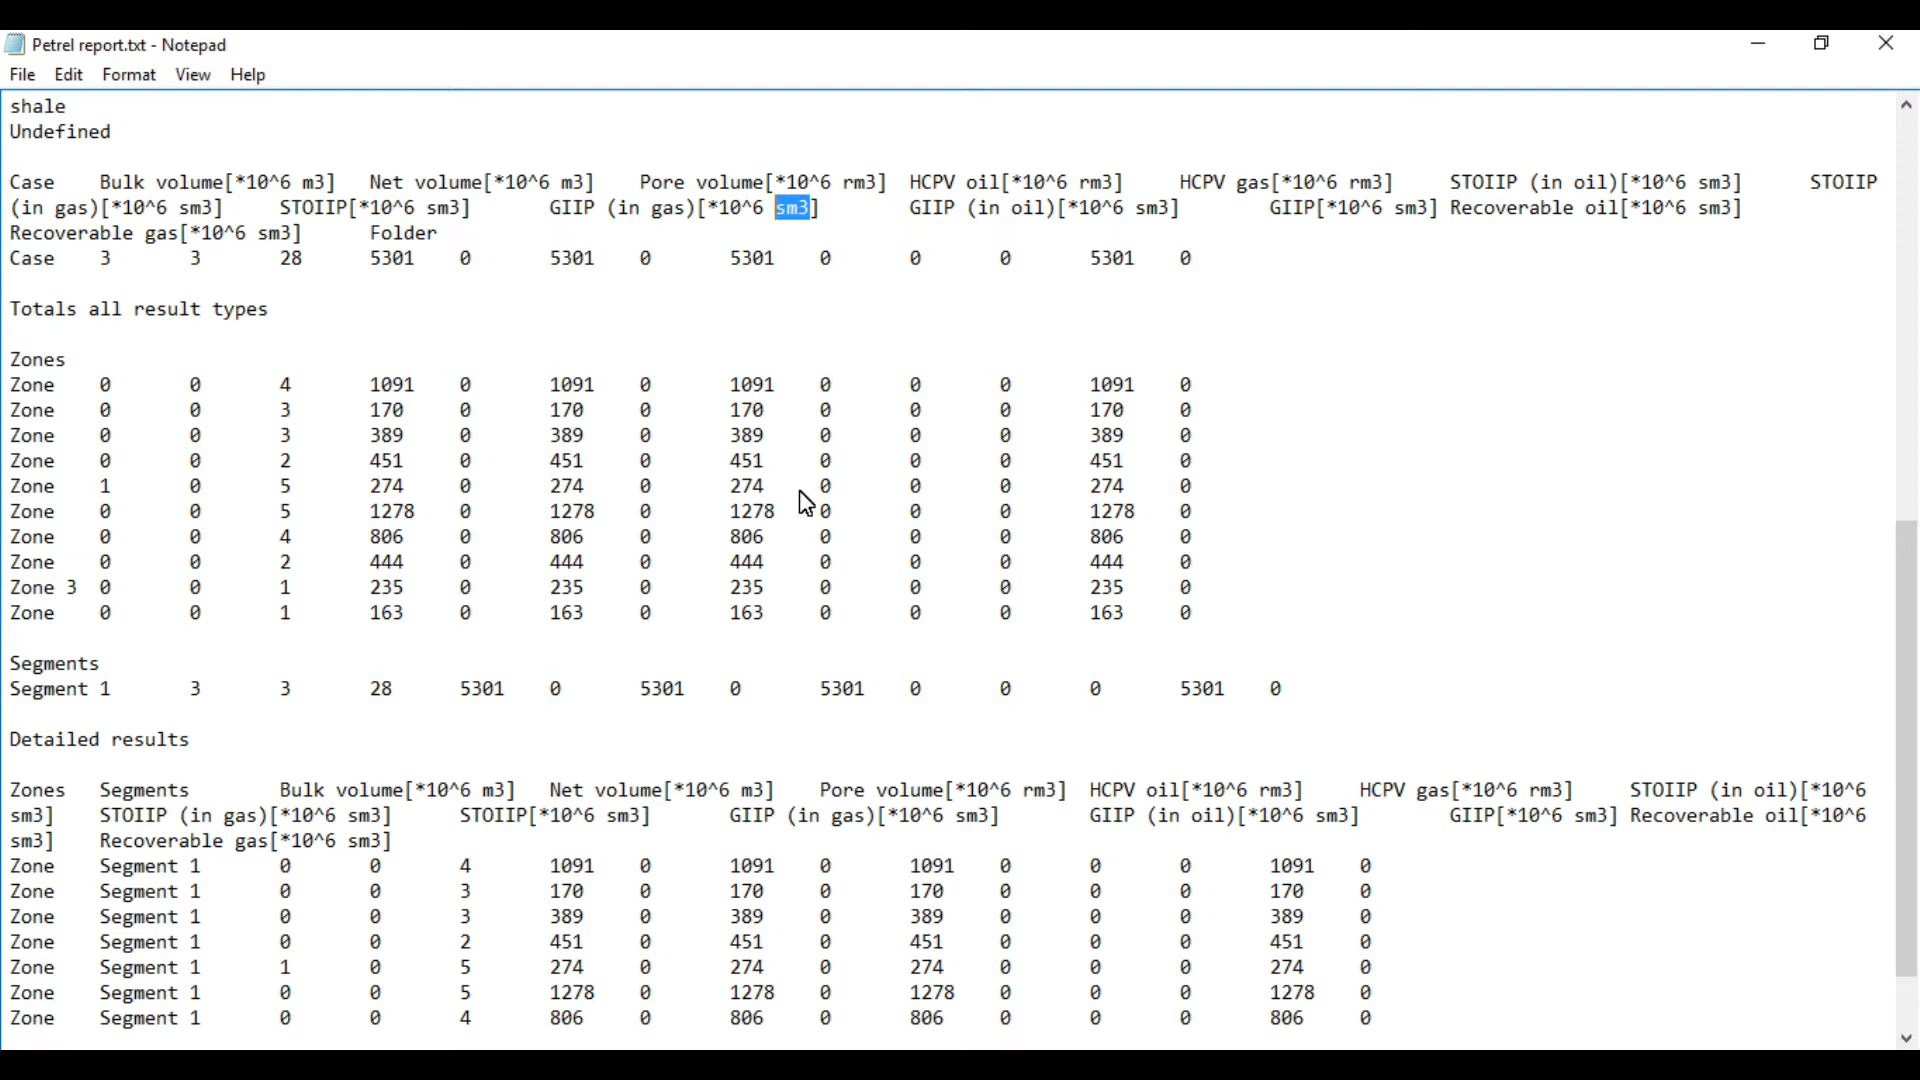 Petrel report.txt - Notepad
File Edit Format View Help
shale
Undefined
Case Bulk volume[*10^6 m3] Net volume[*10^6 m3] Pore volume[*10^6 rm3] HCPV oil[*10^6 rm3] HCPV gas[*10^6 rm3] STOIIP (in oil)[*10^6 sm3] STOIIP
(in gas)[*10^6 sm3] STOIIP[*10^6 sm3] GIIP (in gas)[*10^6 sm3] GIIP (in oil)[*10^6 sm3] GIIP[*10^6 sm3] Recoverable oil[*10^6 sm3]
Recoverable gas[*10^6 sm3] Folder
Case 3 3 28 5301 0 5301 0 5301 0 0 0 5301 0
Totals all result types
Zones
Zone 0 0 4 1091 0 1091 0 1091 0 0 0 1091 0
Zone 0 0 3 170 0 170 0 170 0 0 0 170 0
Zone 0 0 3 389 0 389 0 389 0 0 0 389 0
Zone 0 0 2 451 0 451 0 451 0 0 0 451 0
Zone 1 0 5 274 0 274 0 274 0 0 0 274 0
Zone 0 0 5 1278 0 1278 0 1278 0 0 0 1278 0
Zone 0 0 4 806 0 806 0 806 0 0 0 806 0
Zone 0 0 2 444 0 444 0 444 0 0 0 444 0
Zone 3 0 0 1 235 0 235 0 235 0 0 0 235 0
Zone 0 0 1 163 0 163 0 163 0 0 0 163 0
Segments
Segment 1 3 3 28 5301 0 5301 0 5301 0 0 0 5301 0
Detailed results
Zones Segments Bulk volume[*10^6 m3] Net volume[*10^6 m3] Pore volume[*10^6 rm3] HCPV oil[*10^6 rm3] HCPV gas[*10^6 rm3] STOIIP (in oil)[*10^6
sm3] STOIIP (in gas)[*10^6 sm3] STOIIP[*10^6 sm3] GIIP (in gas)[*10^6 sm3] GIIP (in oil)[*10^6 sm3] GIIP[*10^6 sm3] Recoverable oil[*10^6
sm3] Recoverable gas[*10^6 sm3]
Zone Segment 1 0 0 4 1091 0 1091 0 1091 0 0 0 1091 0
Zone Segment 1 0 0 3 170 0 170 0 170 0 0 0 170 0
Zone Segment 1 0 0 3 389 0 389 0 389 0 0 0 389 0
Zone Segment 1 0 0 2 451 0 451 0 451 0 0 0 451 0
Zone Segment 1 1 0 5 274 0 274 0 274 0 0 0 274 0
Zone Segment 1 0 0 5 1278 0 1278 0 1278 0 0 0 1278 0
Zone Segment 1 0 0 4 806 0 806 0 806 0 0 0 806 0